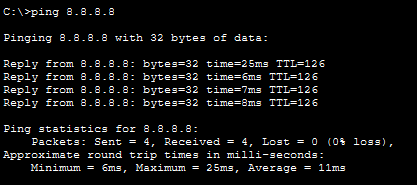 C:\>ping 8.8.8.8
Pinging 8.8.8.8 with 32 bytes of data:
Reply from 8.8.8.8: bytes=32 time=25ms TTL=126
Reply from 8.8.8.8: bytes=32 time=6ms TTL=126
Reply from 8.8.8.8: bytes=32 time=7ms TTL=126
Reply from 8.8.8.8: bytes=32 time=8ms TTL=126
Ping statistics for 8.8.8.8:
    Packets: Sent = 4, Received = 4, Lost = 0 (0% loss),
Approximate round trip times in milli-seconds:
    Minimum = 6ms, Maximum = 25ms, Average = 11ms